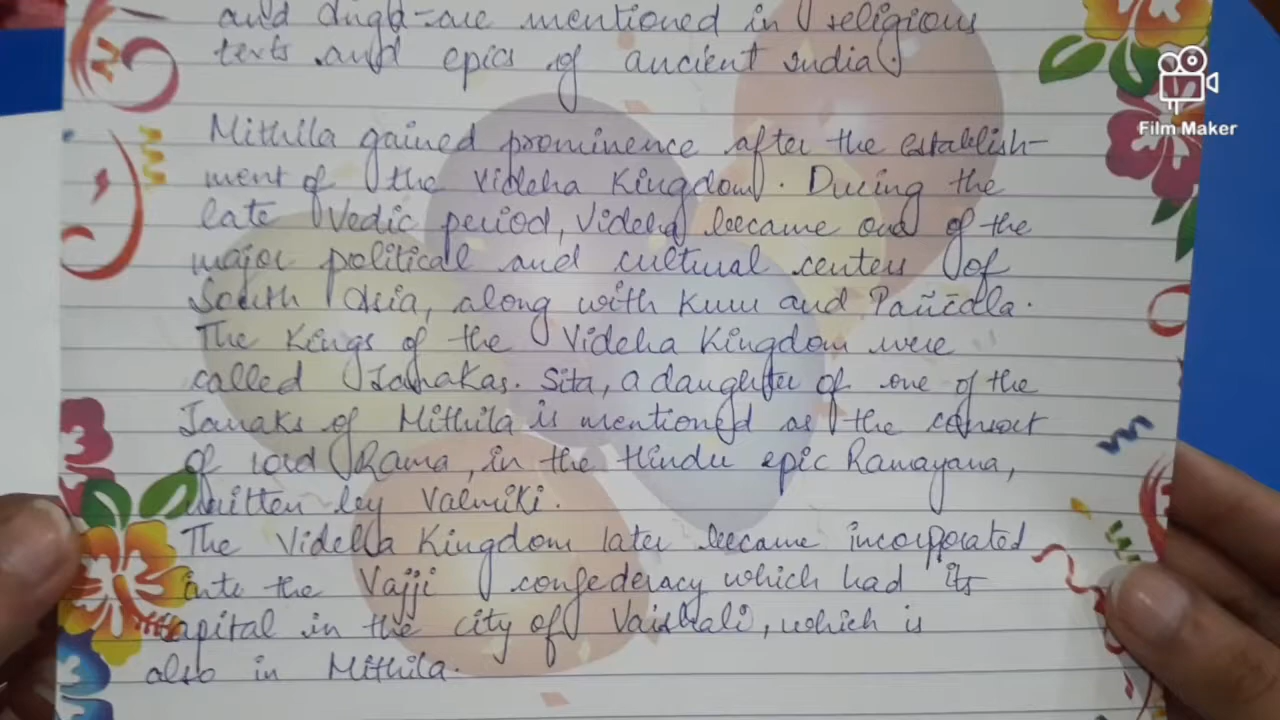 and Anga-are mentioned in religious
texts and epics of ancient India.
Mithila gained prominence after the establish-
ment of the Videha Kingdom. During the
late Vedic period, Videha became one of the
major political and cultural centers of
South Asia, along with Kuru and Pañcāla.
The Kings of the Videha Kingdom were
called Janakas. Sita, a daughter of one of the
Janaks of Mithila is mentioned as the consort
of lord Rama, in the Hindu epic Ramayana,
written by Valmiki.
The Videha Kingdom later became incorporated
into the Vajji confederacy which had its
capital in the city of Vaishali, which is
also in Mithila.
Film Maker